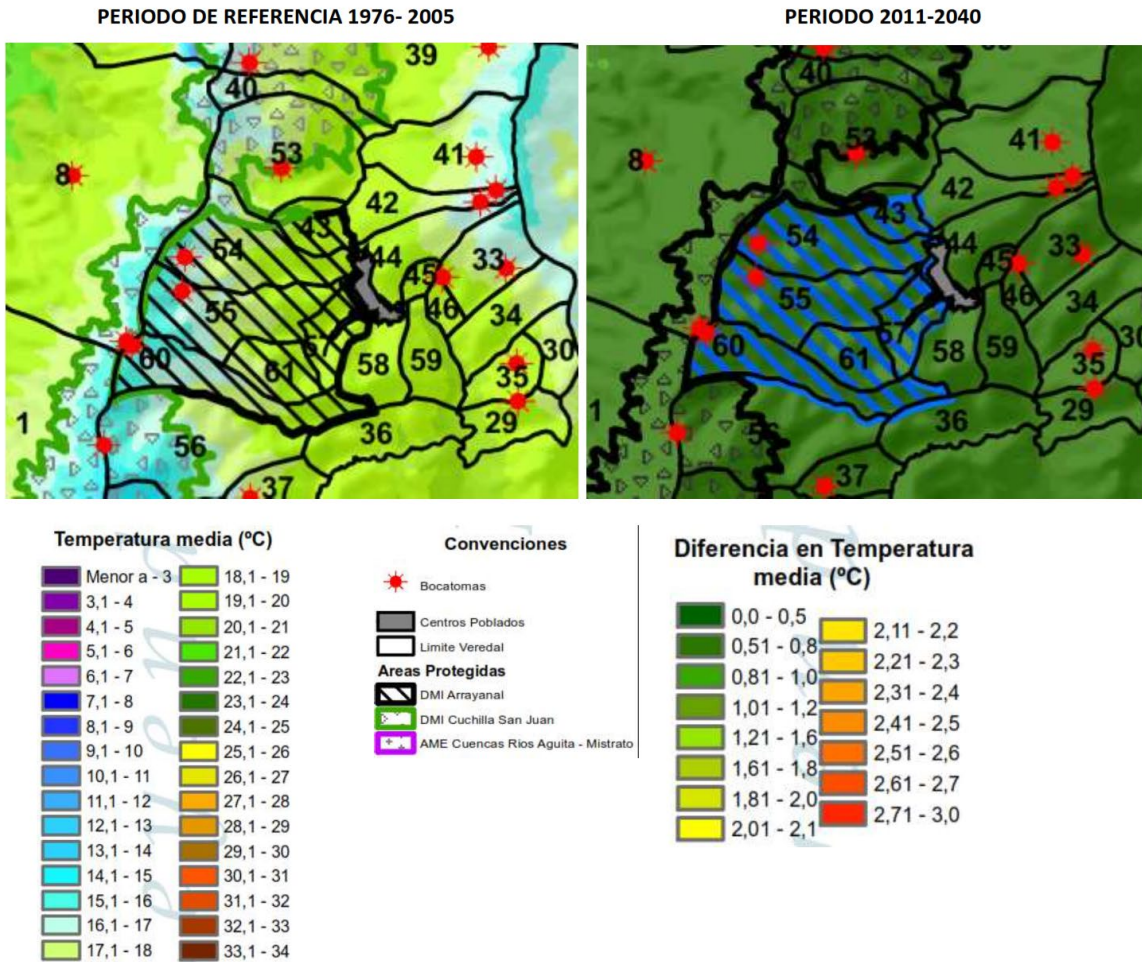 PERIODO DE REFERENCIA 1976- 2005
PERIODO 2011-2040
39
40
8
53
41
42
43
54
44
45
33
55
46
34
60
61
58
59
30
35
1
56
36
29
37
40
8
53
41
42
43
54
44
45
33
55
46
34
60
61
58
59
35
1
36
29
37
Temperatura media (ºC)
Menor a - 3
3,1 - 4
4,1 - 5
5,1 - 6
6,1 - 7
7,1 - 8
8,1 - 9
9,1 - 10
10,1 - 11
11,1 - 12
12,1 - 13
13,1 - 14
14,1 - 15
15,1 - 16
16,1 - 17
17,1 - 18
18,1 - 19
19,1 - 20
20,1 - 21
21,1 - 22
22,1 - 23
23,1 - 24
24,1 - 25
25,1 - 26
26,1 - 27
27,1 - 28
28,1 - 29
29,1 - 30
30,1 - 31
31,1 - 32
32,1 - 33
33,1 - 34
Convenciones
Bocatomas
Centros Poblados
Limite Veredal
Areas Protegidas
DMI Arrayanal
DMI Cuchilla San Juan
AME Cuencas Rios Aguita - Mistrato
Diferencia en Temperatura
media (ºC)
0,0 - 0,5
0,51 - 0,8
0,81 - 1,0
1,01 - 1,2
1,21 - 1,6
1,61 - 1,8
1,81 - 2,0
2,01 - 2,1
2,11 - 2,2
2,21 - 2,3
2,31 - 2,4
2,41 - 2,5
2,51 - 2,6
2,61 - 2,7
2,71 - 3,0